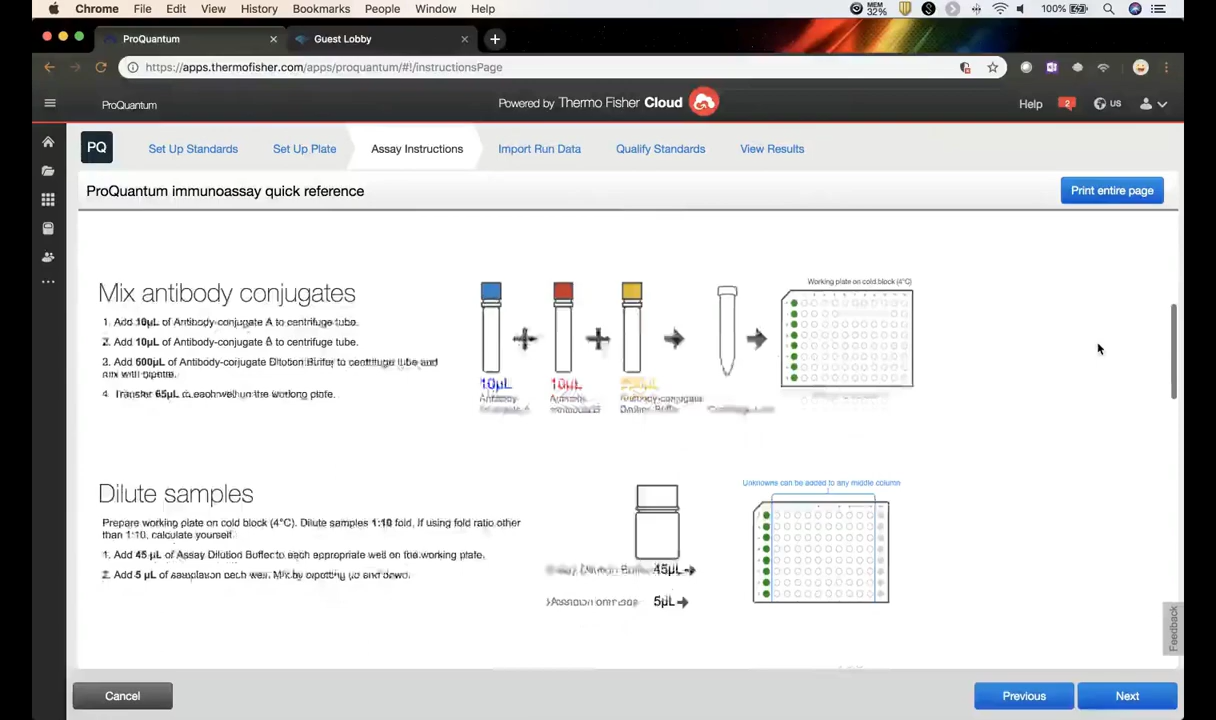 Chrome File Edit View History Bookmarks People Window Help
MEM 32%
100%
ProQuantum
Guest Lobby
https://apps.thermofisher.com/apps/proquantum/#!/instructionsPage
ProQuantum
Powered by Thermo Fisher Cloud
Help 2 US
PQ Set Up Standards Set Up Plate Assay Instructions Import Run Data Qualify Standards View Results
ProQuantum immunoassay quick reference
Print entire page
Mix antibody conjugates
Working plate on cold block (4°C)
1. Add 10μL of Antibody-conjugate A to centrifuge tube.
2. Add 10μL of Antibody-conjugate
to centrifuge tube.
3. Add 600μL of Antibody-conjugate Dilution Buffer to centrifuge tube and
mix with pipette.
4. Transfer 65μL to each well on the working plate.
10μL 10μL
Antibody-conjugate
Dilute samples
Unknowns can be added to any middle column
Prepare working plate on cold block (4°C). Dilute samples 1:10 fold. If using fold ratio other
than 1:10, calculate yourself.
1. Add 45 μL of Assay Dilution Buffer to each appropriate well on the working plate.
2. Add 5 μL of
each well. Mix by pipetting up and down.
Assay Dilution Buffer 45μL
5μL
Feedback
Cancel
Previous
Next